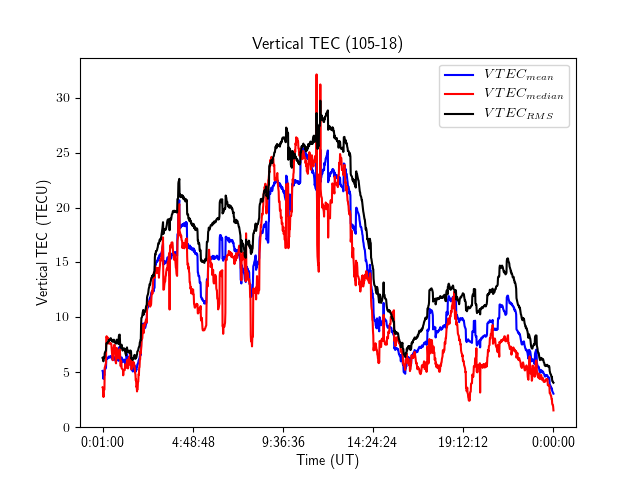 Vertical TEC (105-18)
VTEC_mean
VTEC_median
VTEC_RMS
Vertical TEC (TECU)
30
25
20
15
10
5
0
0:01:00 4:48:48 9:36:36 14:24:24 19:12:12 0:00:00
Time (UT)